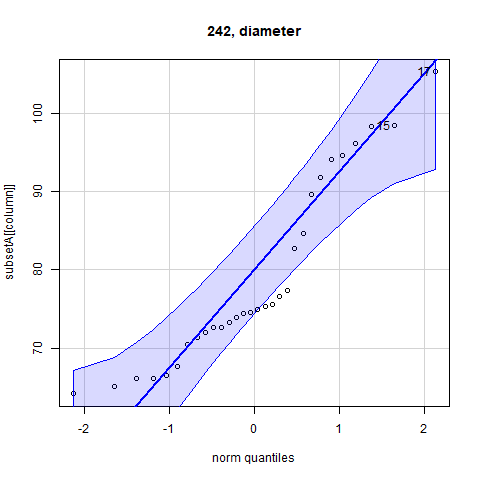 242, diameter
100
90
80
70
subsetA[[column]]
17
15
-2 -1 0 1 2
norm quantiles